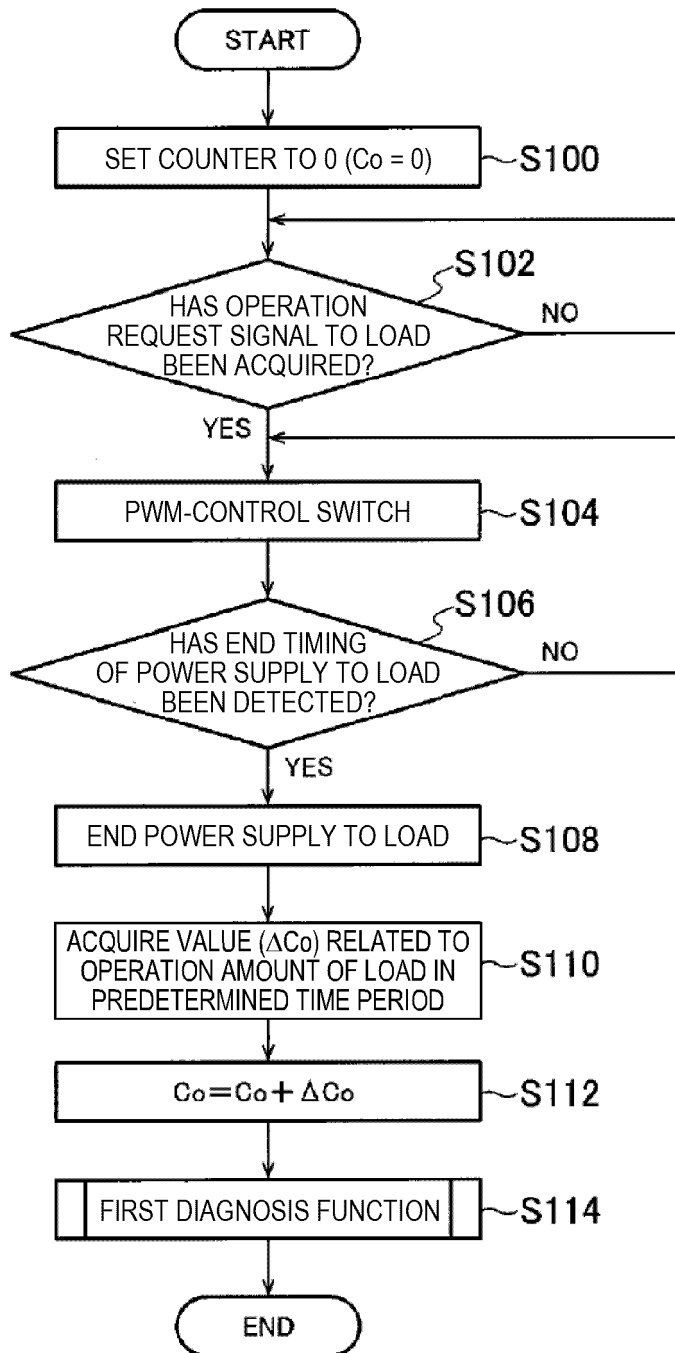 START
SET COUNTER TO 0 (Co = 0)
S100
S102
HAS OPERATION
REQUEST SIGNAL TO LOAD
BEEN ACQUIRED?
NO
YES
PWM-CONTROL SWITCH
S104
S106
HAS END TIMING
OF POWER SUPPLY TO LOAD
BEEN DETECTED?
NO
YES
END POWER SUPPLY TO LOAD
S108
ACQUIRE VALUE (ΔCo) RELATED TO
OPERATION AMOUNT OF LOAD IN
PREDETERMINED TIME PERIOD
S110
Co=Co+ ΔCo
S112
FIRST DIAGNOSIS FUNCTION
S114
END